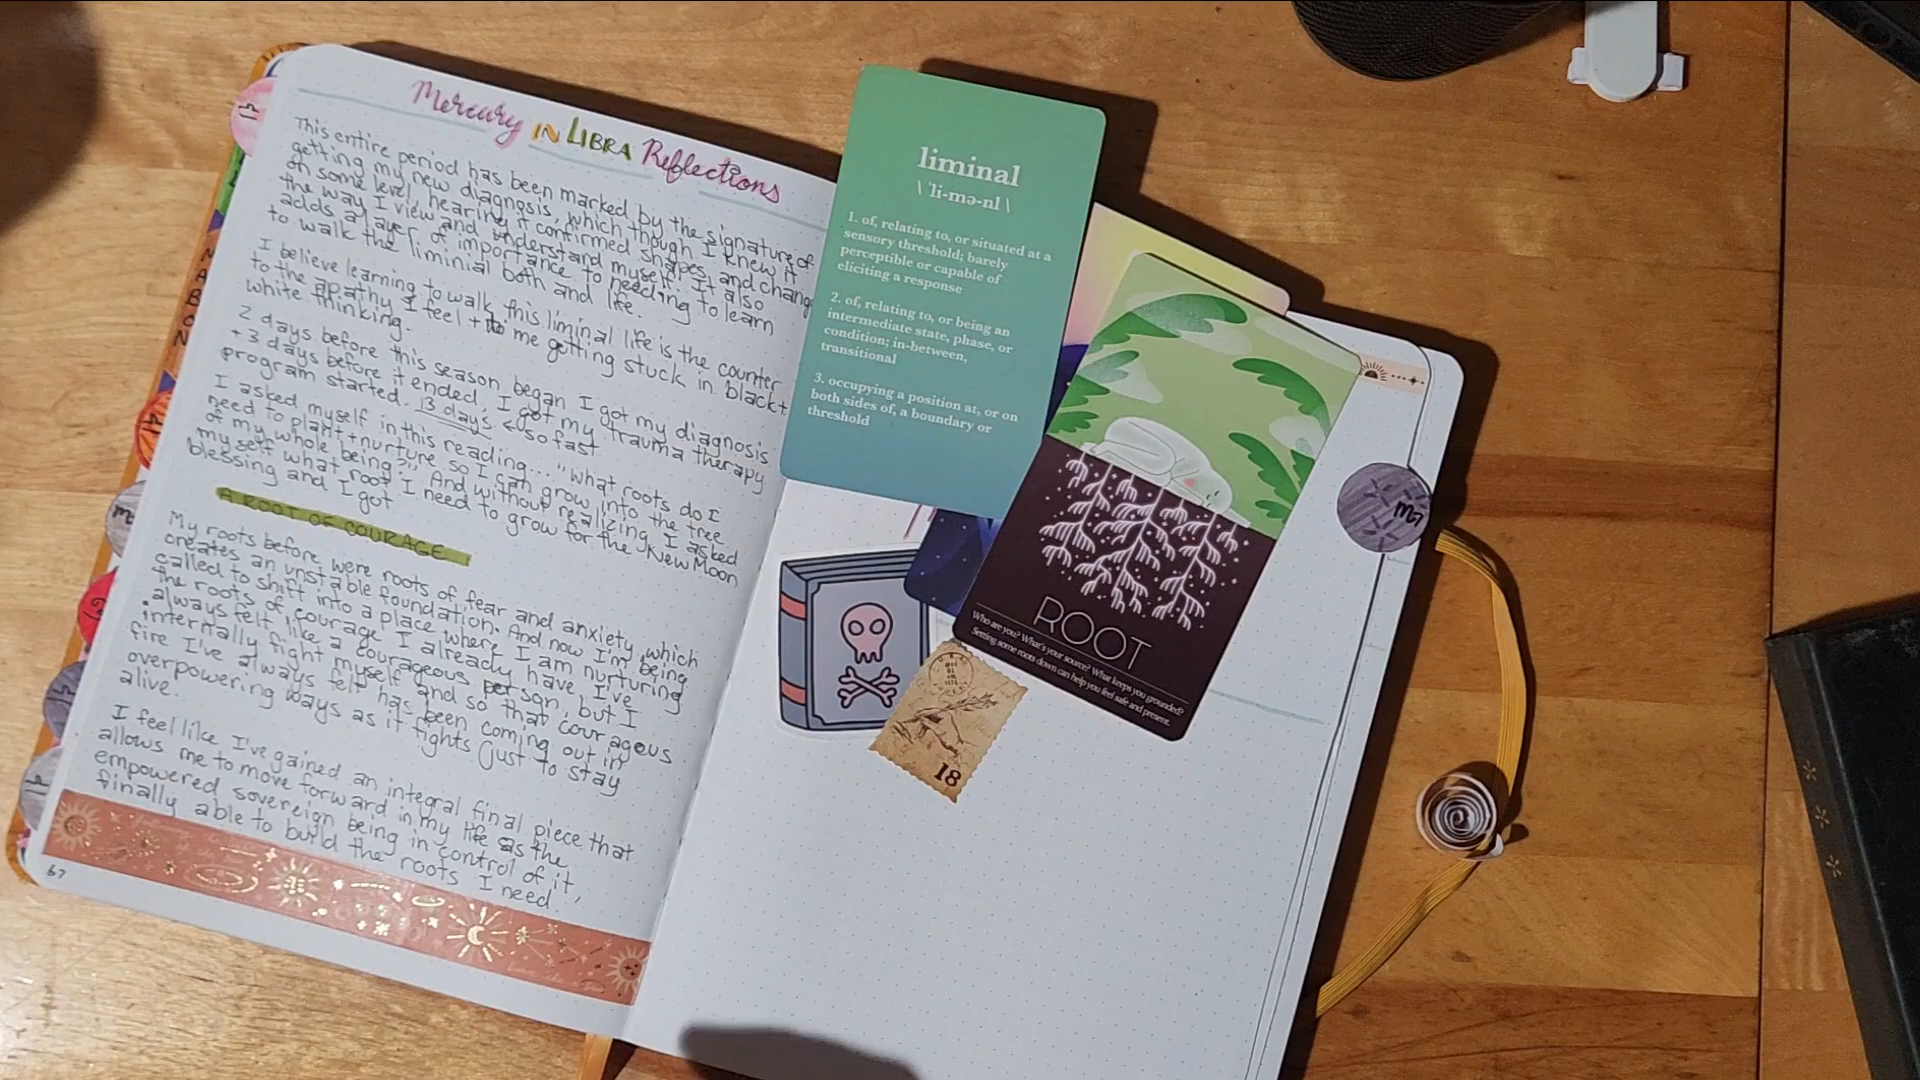 Mercury IN LIBRA Reflections
This entire period has been marked by the signature of
getting my new diagnosis, which though I knew it
on some level, hearing it confirmed shapes and chang
the way I view and understand myself. It also
adds a layer of importance to needing to learn
to walk the liminial both and life.
I believe learning to walk this liminal life is the counter
to the apathy I feel + to me getting stuck in black+
white thinking.
2 days before this season began I got my diagnosis
+ 3 days before it ended, I got my trauma therapy
program started. 13 days ← so fast
I asked myself in this reading... "what roots do I
need to plant + nurture so I can grow into the tree
of my whole being?" And without realizing, I asked
myself what root I need to grow for the New Moon
blessing and I got
A ROOT OF COURAGE
My roots before were roots of fear and anxiety, which
creates an unstable foundation. And now I'm being
called to shift into a place where I am nurturing
the roots of courage I already have. I've
always felt like a courageous person, but I
internally fight myself and so that courageous
fire I've always felt has been coming out in
overpowering ways as it fights just to stay
alive.
I feel like I've gained an integral final piece that
allows me to move forward in my life as the
empowered sovereign being in control of it,
finally able to build the roots I need.
67
liminal
\ 'li-mə-nl \
1. of, relating to, or situated at a
sensory threshold; barely
perceptible or capable of
eliciting a response
2. of, relating to, or being an
intermediate state, phase, or
condition; in-between,
transitional
3. occupying a position at, or on
both sides of, a boundary or
threshold
ROOT
Who are you? What's your source? What keeps you grounded?
Setting some roots down can help you feel safe and present.
18
N
A
B
O
N